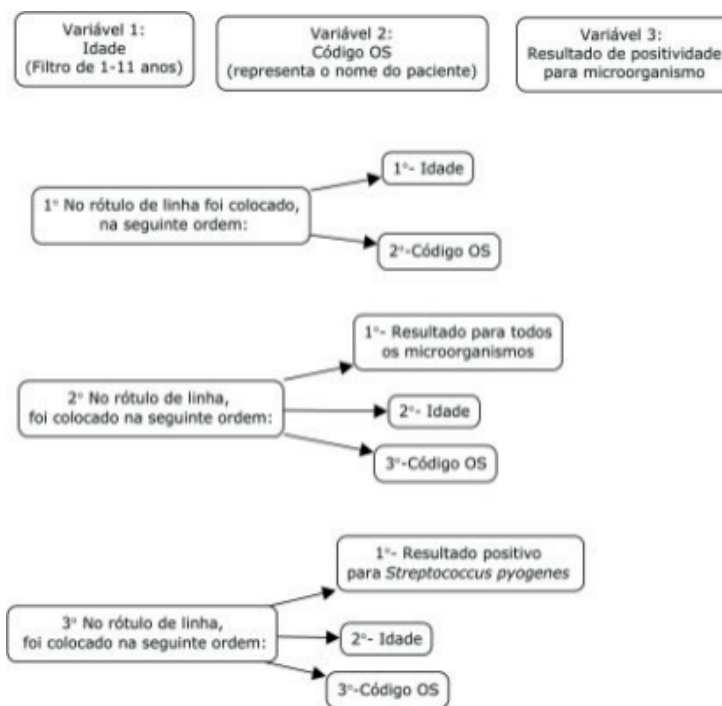 Variável 1:
Idade
(Filtro de 1-11 anos)
Variável 2:
Código OS
(representa o nome do paciente)
Variável 3:
Resultado de positividade
para microorganismo
1° No rótulo de linha foi colocado,
na seguinte ordem:
1°- Idade
2°-Código OS
2° No rótulo de linha,
foi colocado na seguinte ordem:
1°- Resultado para todos
os microorganismos
2°- Idade
3°-Código OS
3° No rótulo de linha,
foi colocado na seguinte ordem:
1°- Resultado positivo
para Streptococcus pyogenes
2°- Idade
3°-Código OS